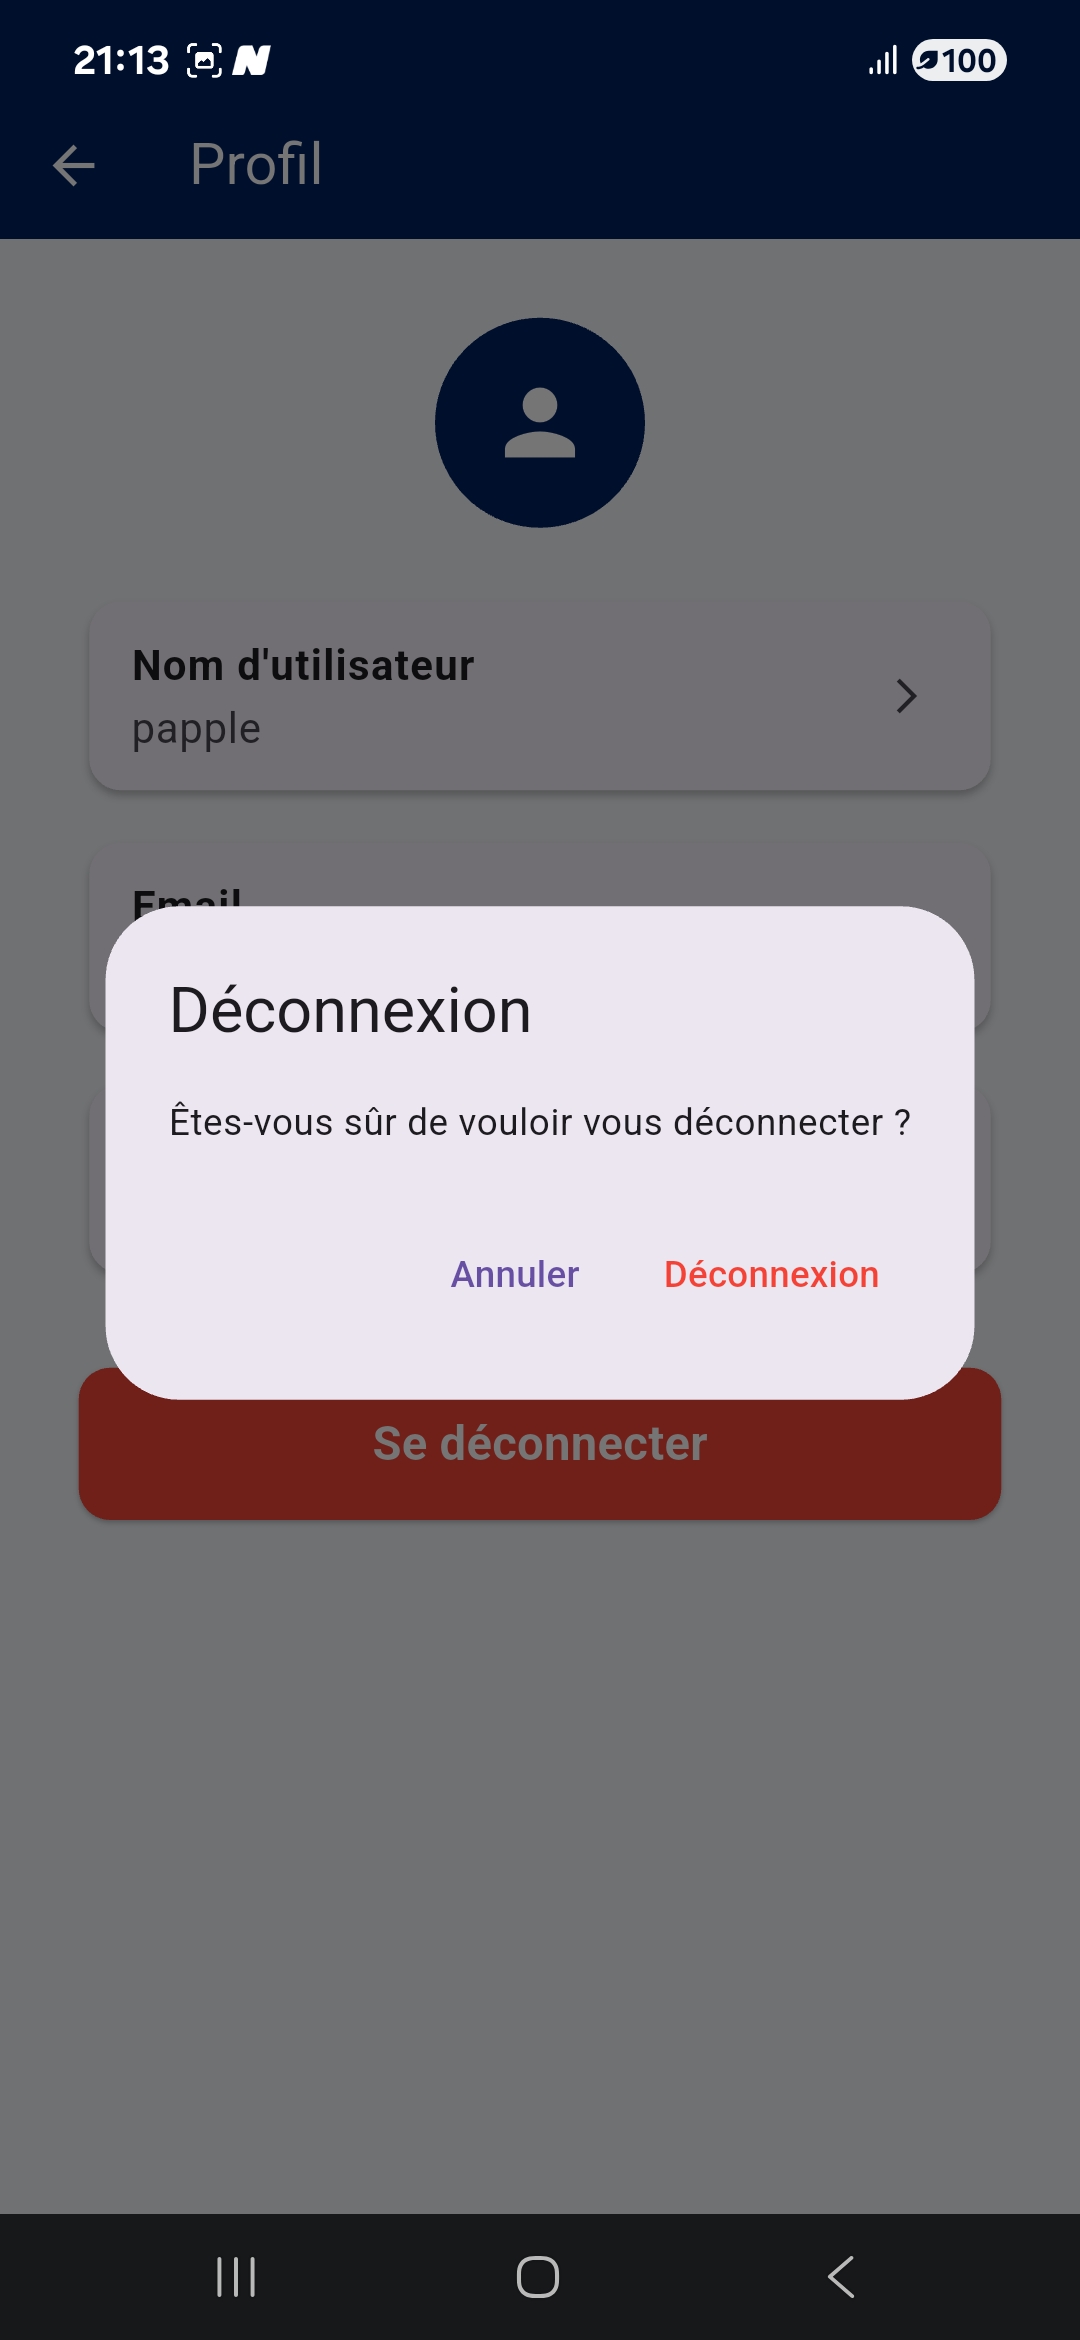 21:13
100
Profil
Nom d'utilisateur
papple
Email
Déconnexion
Êtes-vous sûr de vouloir vous déconnecter ?
Annuler Déconnexion
Se déconnecter